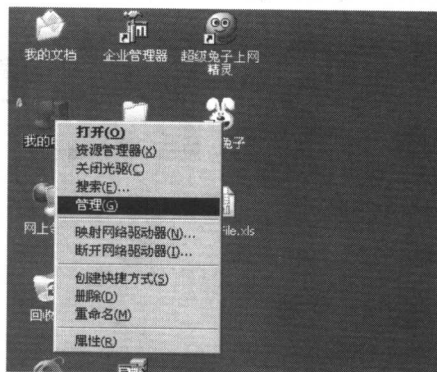 我的文档
企业管理器
超级兔子上网
精灵
我的
兔子
打开(O)
资源管理器(X)
关闭光驱(C)
搜索(E)...
管理(G)
网上
映射网络驱动器(N)...
断开网络驱动器(I)...
file.xls
创建快捷方式(S)
删除(D)
回收
重命名(M)
属性(R)